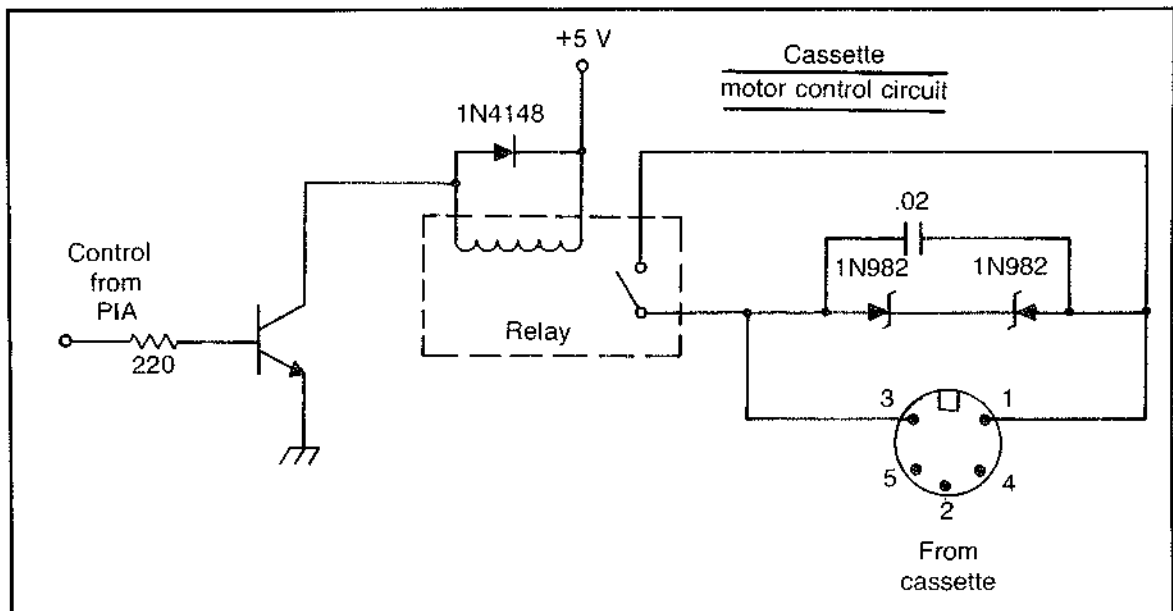 +5 V
Cassette
motor control circuit
1N4148
.02
1N982
1N982
Control
from
PIA
220
Relay
3
1
5
4
2
From
cassette